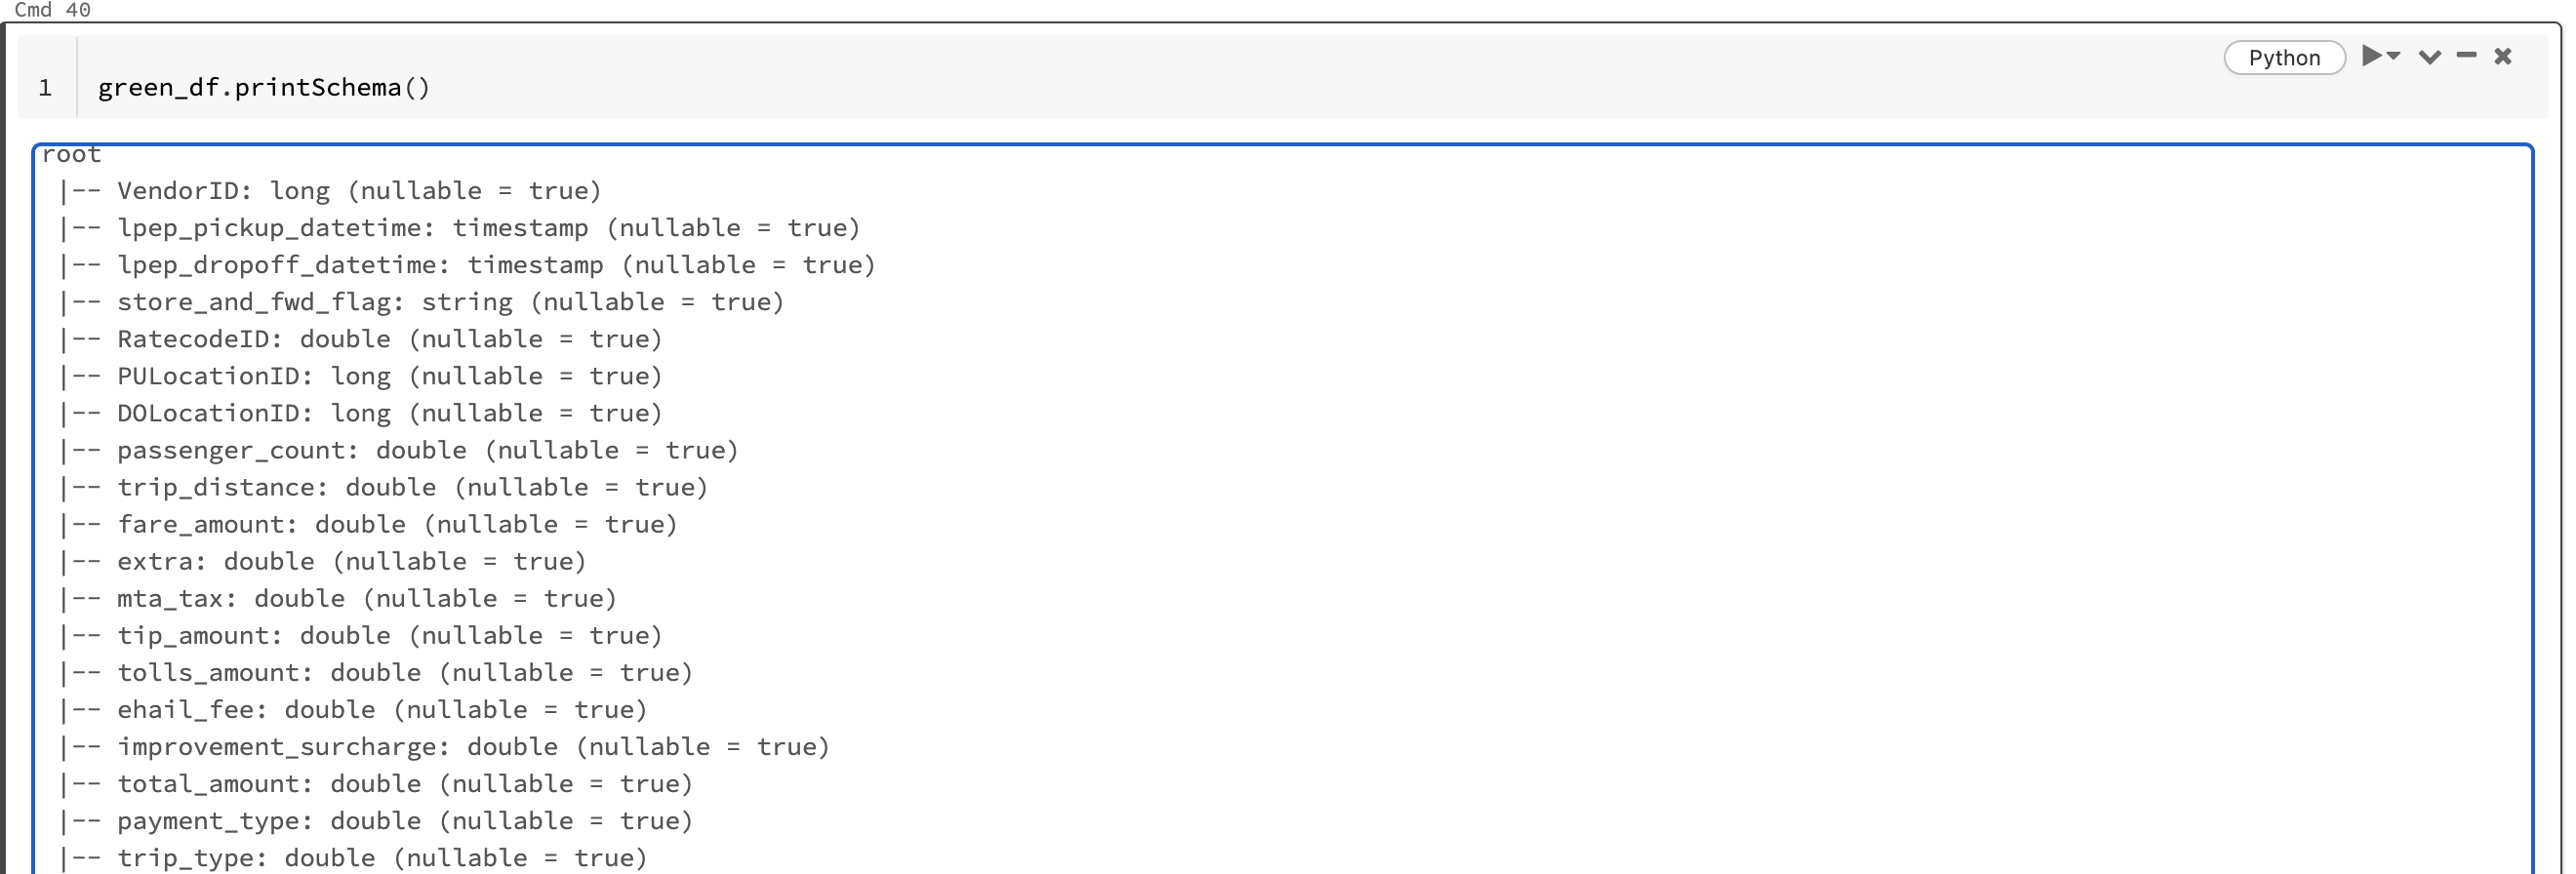 Cmd 40
Python
1 green_df.printSchema()
root
 |-- VendorID: long (nullable = true)
 |-- lpep_pickup_datetime: timestamp (nullable = true)
 |-- lpep_dropoff_datetime: timestamp (nullable = true)
 |-- store_and_fwd_flag: string (nullable = true)
 |-- RatecodeID: double (nullable = true)
 |-- PULocationID: long (nullable = true)
 |-- DOLocationID: long (nullable = true)
 |-- passenger_count: double (nullable = true)
 |-- trip_distance: double (nullable = true)
 |-- fare_amount: double (nullable = true)
 |-- extra: double (nullable = true)
 |-- mta_tax: double (nullable = true)
 |-- tip_amount: double (nullable = true)
 |-- tolls_amount: double (nullable = true)
 |-- ehail_fee: double (nullable = true)
 |-- improvement_surcharge: double (nullable = true)
 |-- total_amount: double (nullable = true)
 |-- payment_type: double (nullable = true)
 |-- trip_type: double (nullable = true)